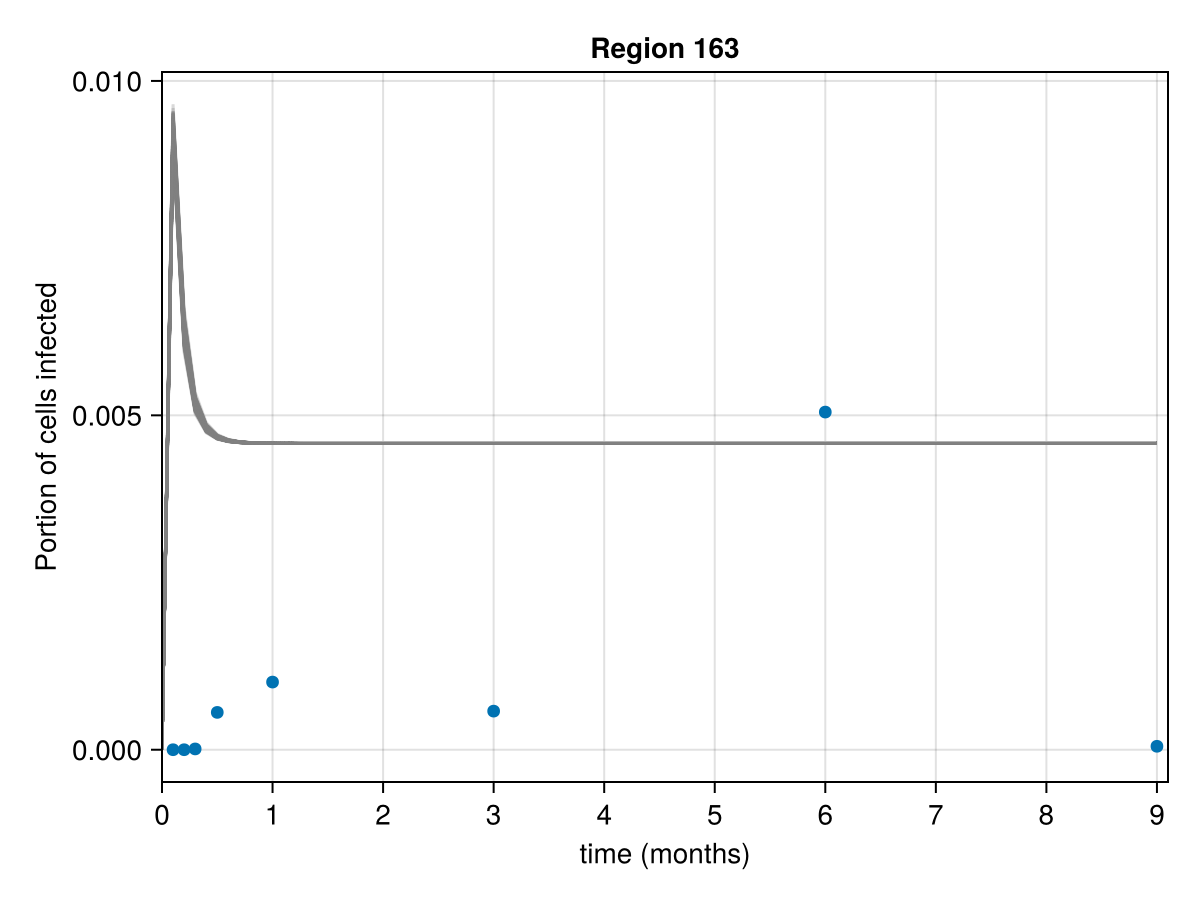 Region 163
0.010
0.005
0.000
Portion of cells infected
0 1 2 3 4 5 6 7 8 9
time (months)